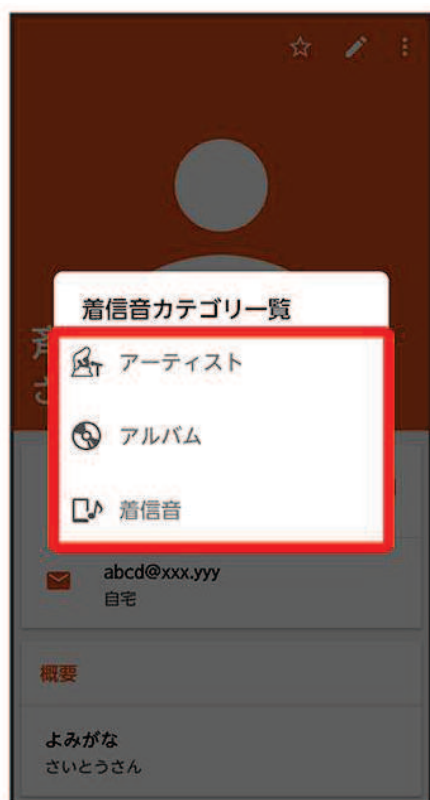 着信音カテゴリ一覧
アーティスト
アルバム
着信音
abcd@xxx.yyy
自宅
概要
よみがな
さいとうさん